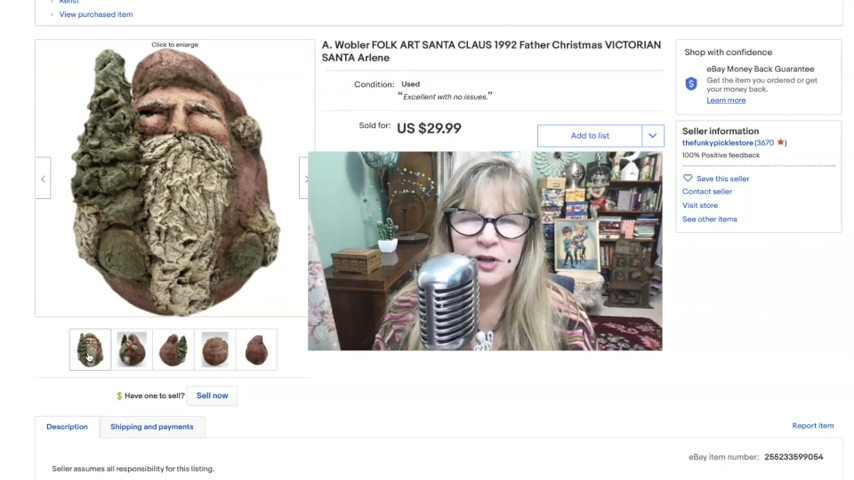 Relist
View purchased item
Click to enlarge
A. Wobler FOLK ART SANTA CLAUS 1992 Father Christmas VICTORIAN
SANTA Arlene
Condition: Used
"Excellent with no issues."
Sold for: US $29.99
Add to list
Shop with confidence
eBay Money Back Guarantee
Get the item you ordered or get
your money back.
Learn more
Seller information
thefunkypicklestore (3670 )
100% Positive feedback
Save this seller
Contact seller
Visit store
See other items
$ Have one to sell? Sell now
Description
Shipping and payments
Report item
eBay item number: 255233599054
Seller assumes all responsibility for this listing.